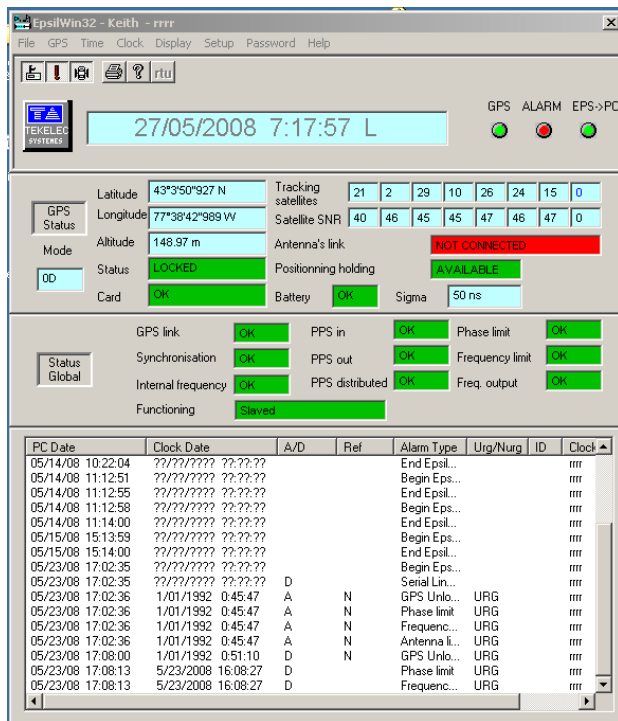 EpsilWin32 - Keith - rrrr
File GPS Time Clock Display Setup Password Help
rtu
TEKELEC
SYSTEMES
27/05/2008 7:17:57 L
GPS ALARM EPS->PC
GPS Status
Mode
0D
Latitude 43°3'50"927 N
Longitude 77°38'42"989 W
Altitude 148.97 m
Status LOCKED
Card OK
Tracking satellites 21 2 29 10 26 24 15 0
Satellite SNR 40 46 45 45 47 46 47 0
Antenna's link NOT CONNECTED
Positionning holding AVAILABLE
Battery OK Sigma 50 ns
Status Global
GPS link OK PPS in OK Phase limit OK
Synchronisation OK PPS out OK Frequency limit OK
Internal frequency OK PPS distributed OK Freq. output OK
Functioning Slaved
PC Date Clock Date A/D Ref Alarm Type Urg/Nurg ID Clock
05/14/08 10:22:04 ??/??/???? ??:??:?? End Epsil... rrrr
05/14/08 11:12:51 ??/??/???? ??:??:?? Begin Eps... rrrr
05/14/08 11:12:55 ??/??/???? ??:??:?? End Epsil... rrrr
05/14/08 11:12:58 ??/??/???? ??:??:?? Begin Eps... rrrr
05/14/08 11:14:00 ??/??/???? ??:??:?? End Epsil... rrrr
05/15/08 15:13:59 ??/??/???? ??:??:?? Begin Eps... rrrr
05/15/08 15:14:00 ??/??/???? ??:??:?? End Epsil... rrrr
05/23/08 17:02:35 ??/??/???? ??:??:?? Begin Eps... rrrr
05/23/08 17:02:35 ??/??/???? ??:??:?? D Serial Lin... rrrr
05/23/08 17:02:36 1/01/1992 0:45:47 A N GPS Unlo... URG rrrr
05/23/08 17:02:36 1/01/1992 0:45:47 A N Phase limit URG rrrr
05/23/08 17:02:36 1/01/1992 0:45:47 A N Frequenc... URG rrrr
05/23/08 17:02:36 1/01/1992 0:45:47 A N Antenna li... URG rrrr
05/23/08 17:08:00 1/01/1992 0:51:10 D N GPS Unlo... URG rrrr
05/23/08 17:08:13 5/23/2008 16:08:27 D Phase limit URG rrrr
05/23/08 17:08:13 5/23/2008 16:08:27 D Frequenc... URG rrrr